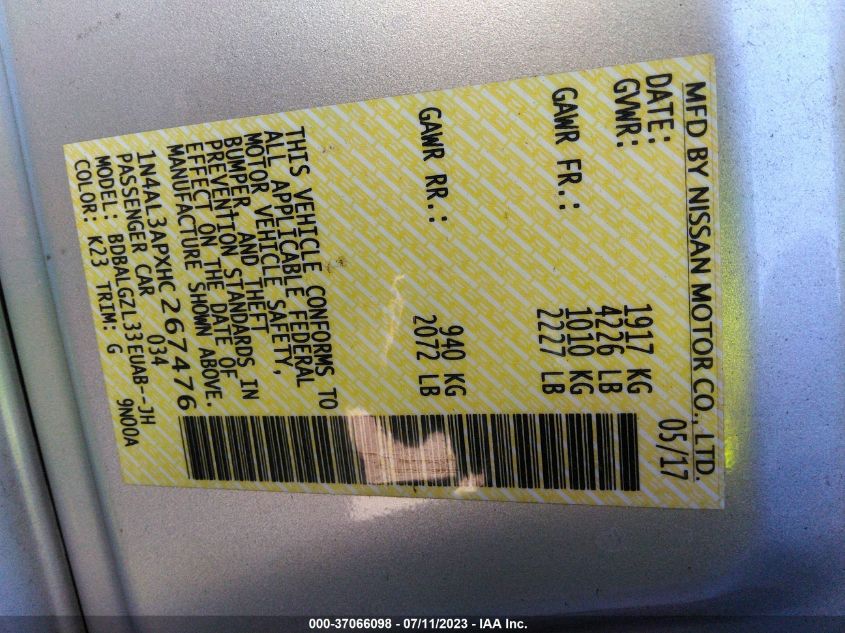 MFD BY NISSAN MOTOR CO., LTD.
DATE: 05/17
GVWR: 1917 KG
4226 LB
GAWR FR.: 1010 KG
2227 LB
GAWR RR.: 940 KG
2072 LB
THIS VEHICLE CONFORMS TO
ALL APPLICABLE FEDERAL
MOTOR VEHICLE SAFETY,
BUMPER AND THEFT
PREVENTION STANDARDS IN
EFFECT ON THE DATE OF
MANUFACTURE SHOWN ABOVE.
1N4AL3APXHC267476
PASSENGER CAR 034
MODEL: BDBALGZL33EUAB--JH
COLOR: K23 TRIM: G 9N00A
000-37066098 - 07/11/2023 - IAA Inc.